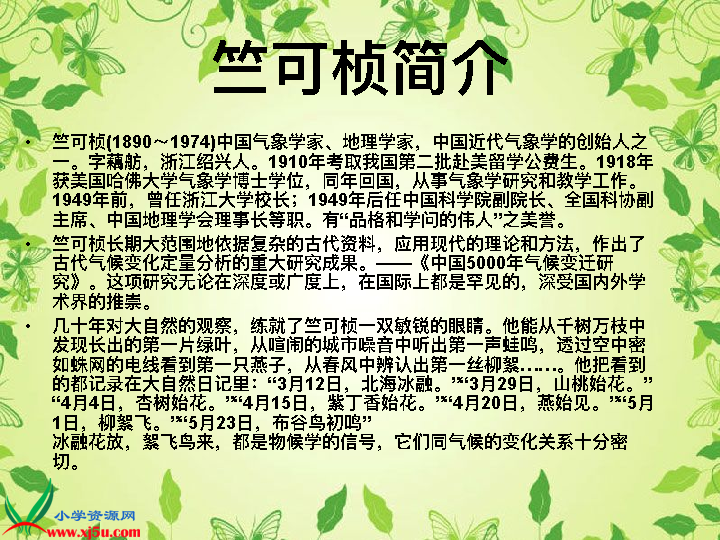 竺可桢简介
• 竺可桢(1890～1974)中国气象学家、地理学家，中国近代气象学的创始人之
一。字藕舫，浙江绍兴人。1910年考取我国第二批赴美留学公费生。1918年
获美国哈佛大学气象学博士学位，同年回国，从事气象学研究和教学工作。
1949年前，曾任浙江大学校长；1949年后任中国科学院副院长、全国科协副
主席、中国地理学会理事长等职。有“品格和学问的伟人”之美誉。
• 竺可桢长期大范围地依据复杂的古代资料，应用现代的理论和方法，作出了
古代气候变化定量分析的重大研究成果。——《中国5000年气候变迁研
究》。这项研究无论在深度或广度上，在国际上都是罕见的，深受国内外学
术界的推崇。
• 几十年对大自然的观察，练就了竺可桢一双敏锐的眼睛。他能从千树万枝中
发现长出的第一片绿叶，从喧闹的城市噪音中听出第一声蛙鸣，透过空中密
如蛛网的电线看到第一只燕子，从春风中辨认出第一丝柳絮……。他把看到
的都记录在大自然日记里：“3月12日，北海冰融。”“3月29日，山桃始花。”
“4月4日，杏树始花。”“4月15日，紫丁香始花。”“4月20日，燕始见。”“5月
1日，柳絮飞。”“5月23日，布谷鸟初鸣”
冰融花放，絮飞鸟来，都是物候学的信号，它们同气候的变化关系十分密
切。
小学资源网
www.xj5u.com